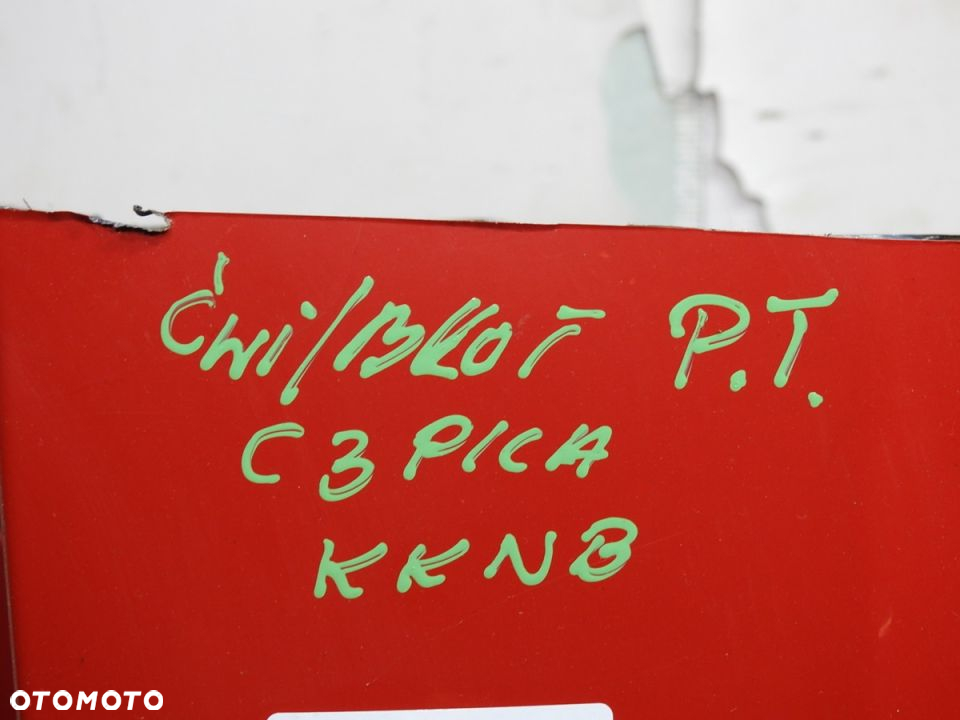 Ćwi/BŁOT P.T.
C3 PICA
KKNB
OTOMOTO